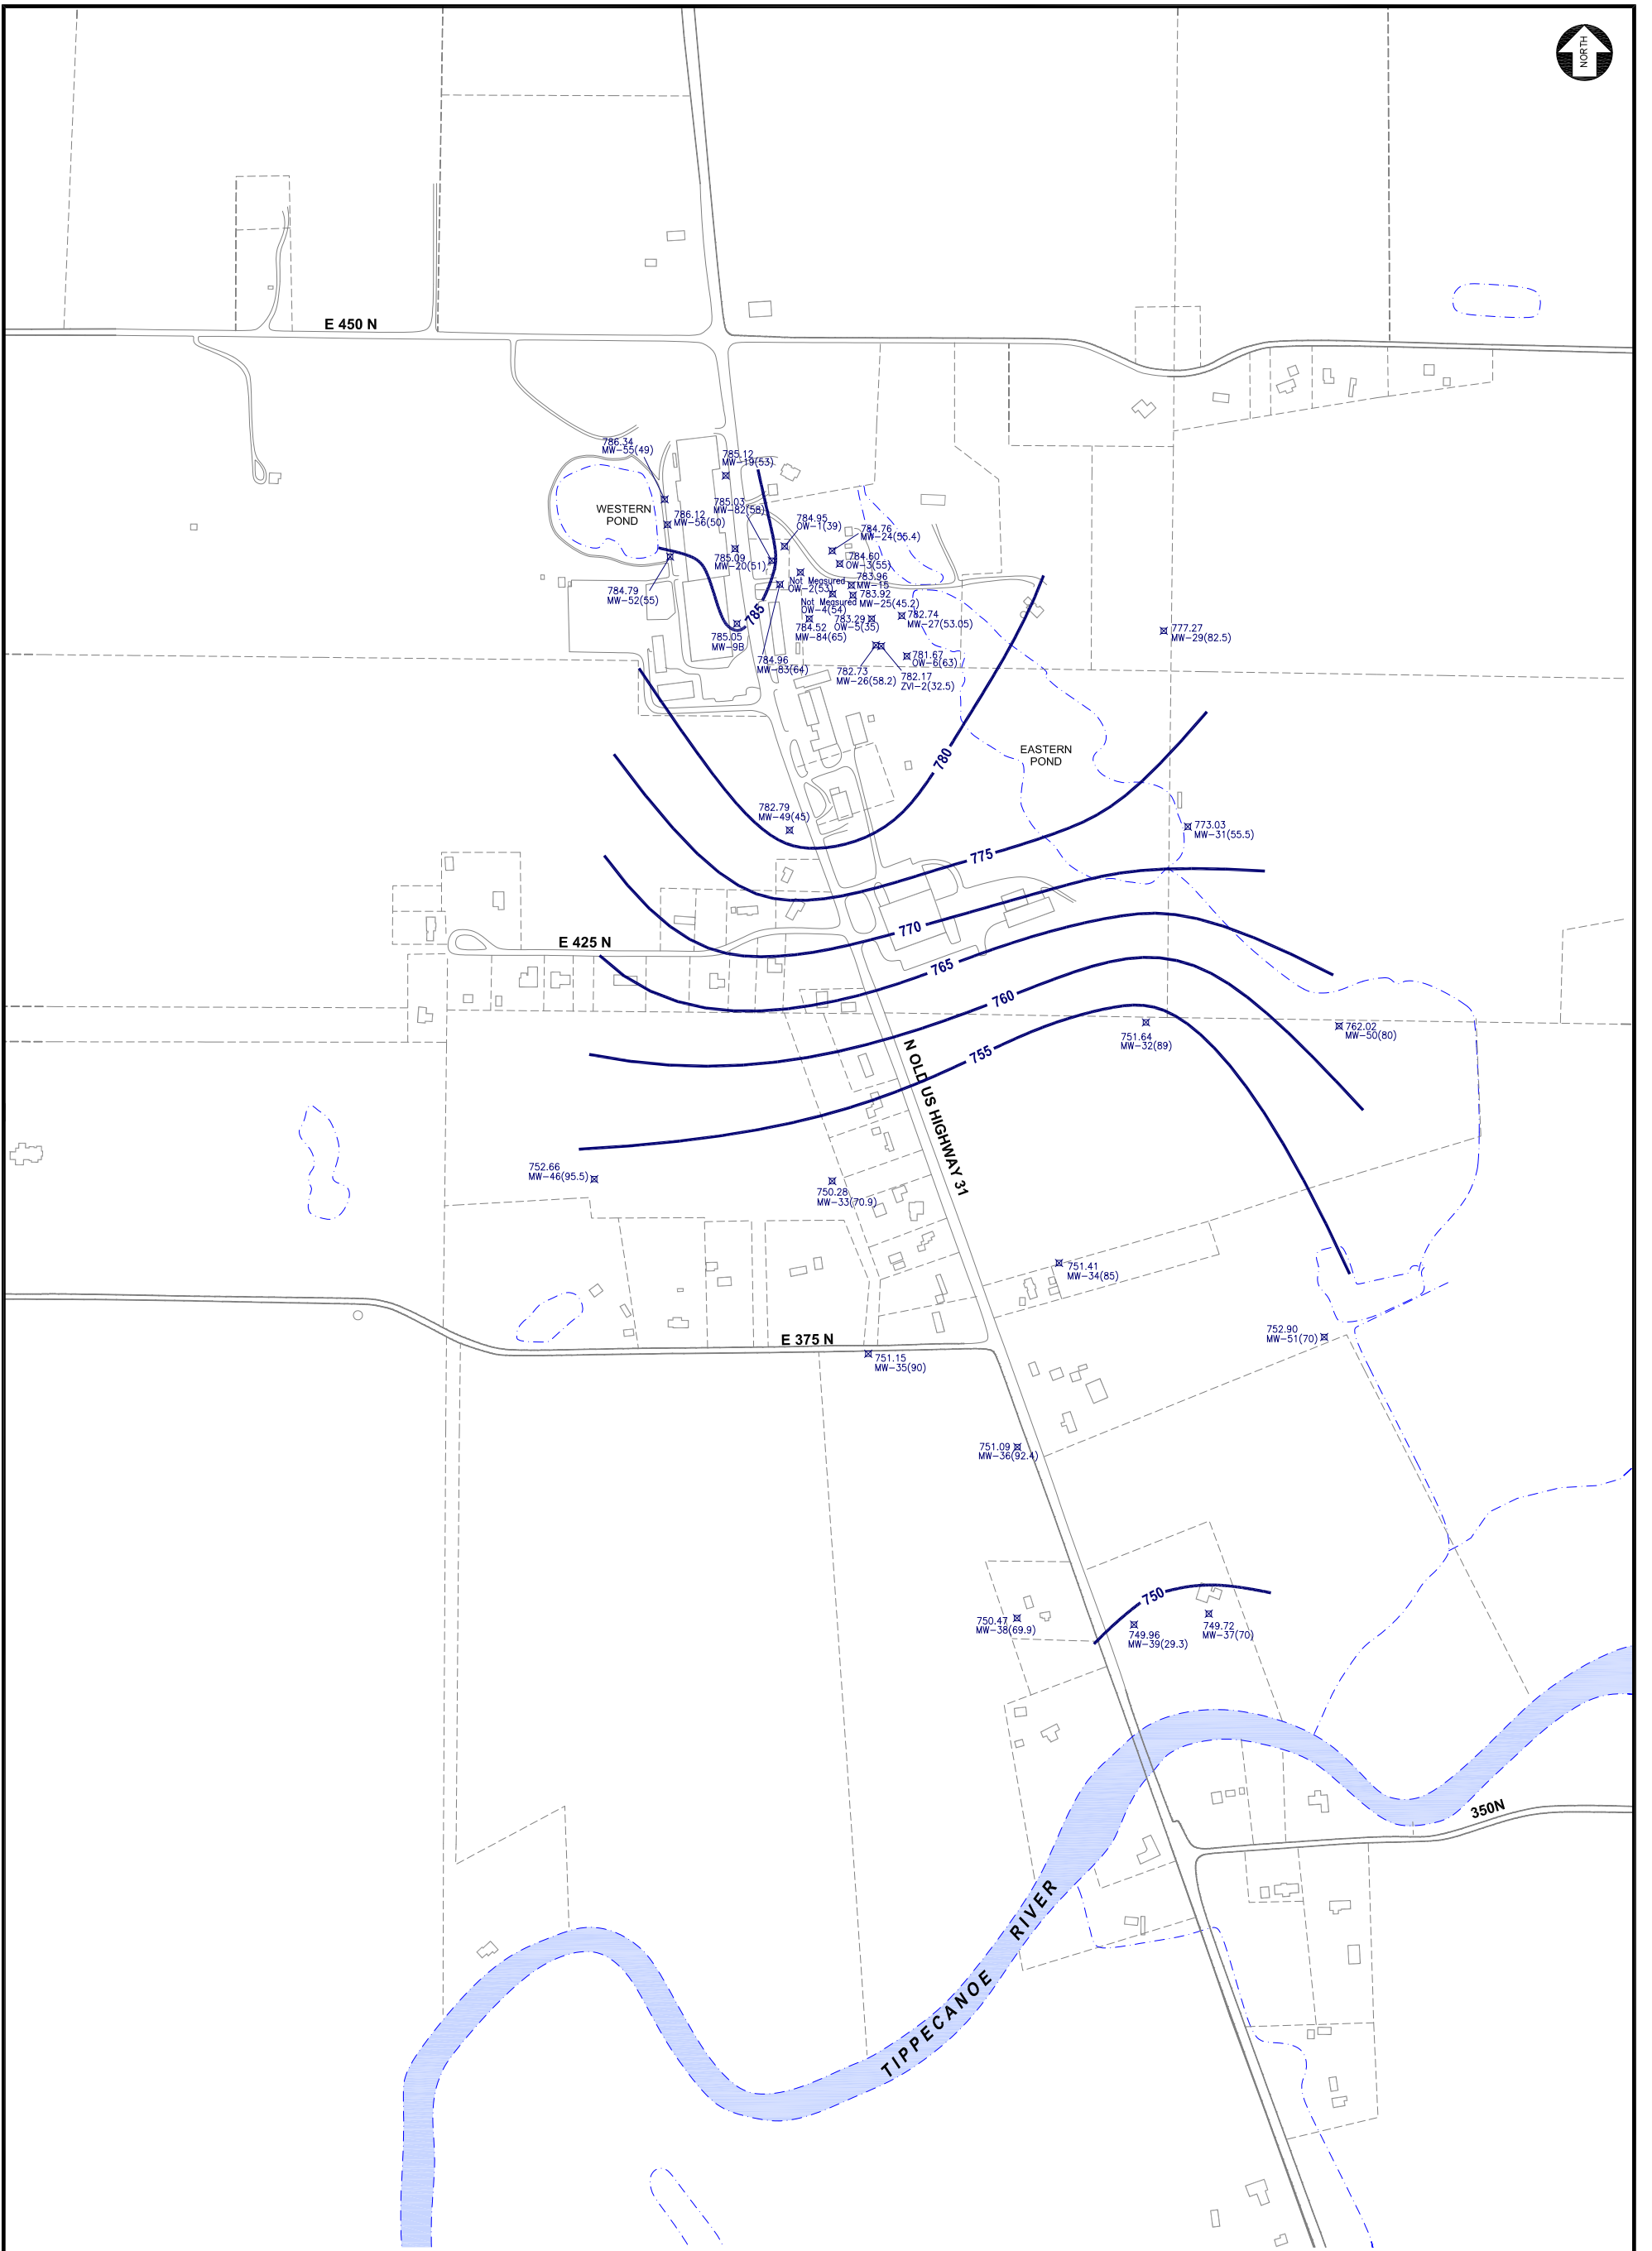 NORTH
E 450 N
786.34
MW-55(49)
785.12
MW-19(53)
WESTERN
POND
786.12
MW-56(50)
785.03
MW-82(58)
784.95
OW-1(39)
784.76
MW-24(55.4)
785.09
MW-20(51)
784.60
OW-3(55)
784.79
MW-52(55)
Not Measured
OW-2(53)
783.96
MW-15
783.92
MW-25(45.2)
Not Measured
OW-4(54)
785
785.05
MW-9B
784.52
MW-84(65)
783.29
OW-5(35)
782.74
MW-27(53.05)
777.27
MW-29(82.5)
784.96
MW-83(64)
782.73
MW-26(58.2)
781.67
OW-6(63)
782.17
ZVI-2(32.5)
780
EASTERN
POND
782.79
MW-49(45)
773.03
MW-31(55.5)
775
770
E 425 N
765
760
755
751.64
MW-32(89)
762.02
MW-50(80)
N OLD US HIGHWAY 31
752.66
MW-46(95.5)
750.28
MW-33(70.9)
751.41
MW-34(85)
E 375 N
752.90
MW-51(70)
751.15
MW-35(90)
751.09
MW-36(92.4)
750
750.47
MW-38(69.9)
749.96
MW-39(29.3)
749.72
MW-37(70)
350N
TIPPECANOE RIVER